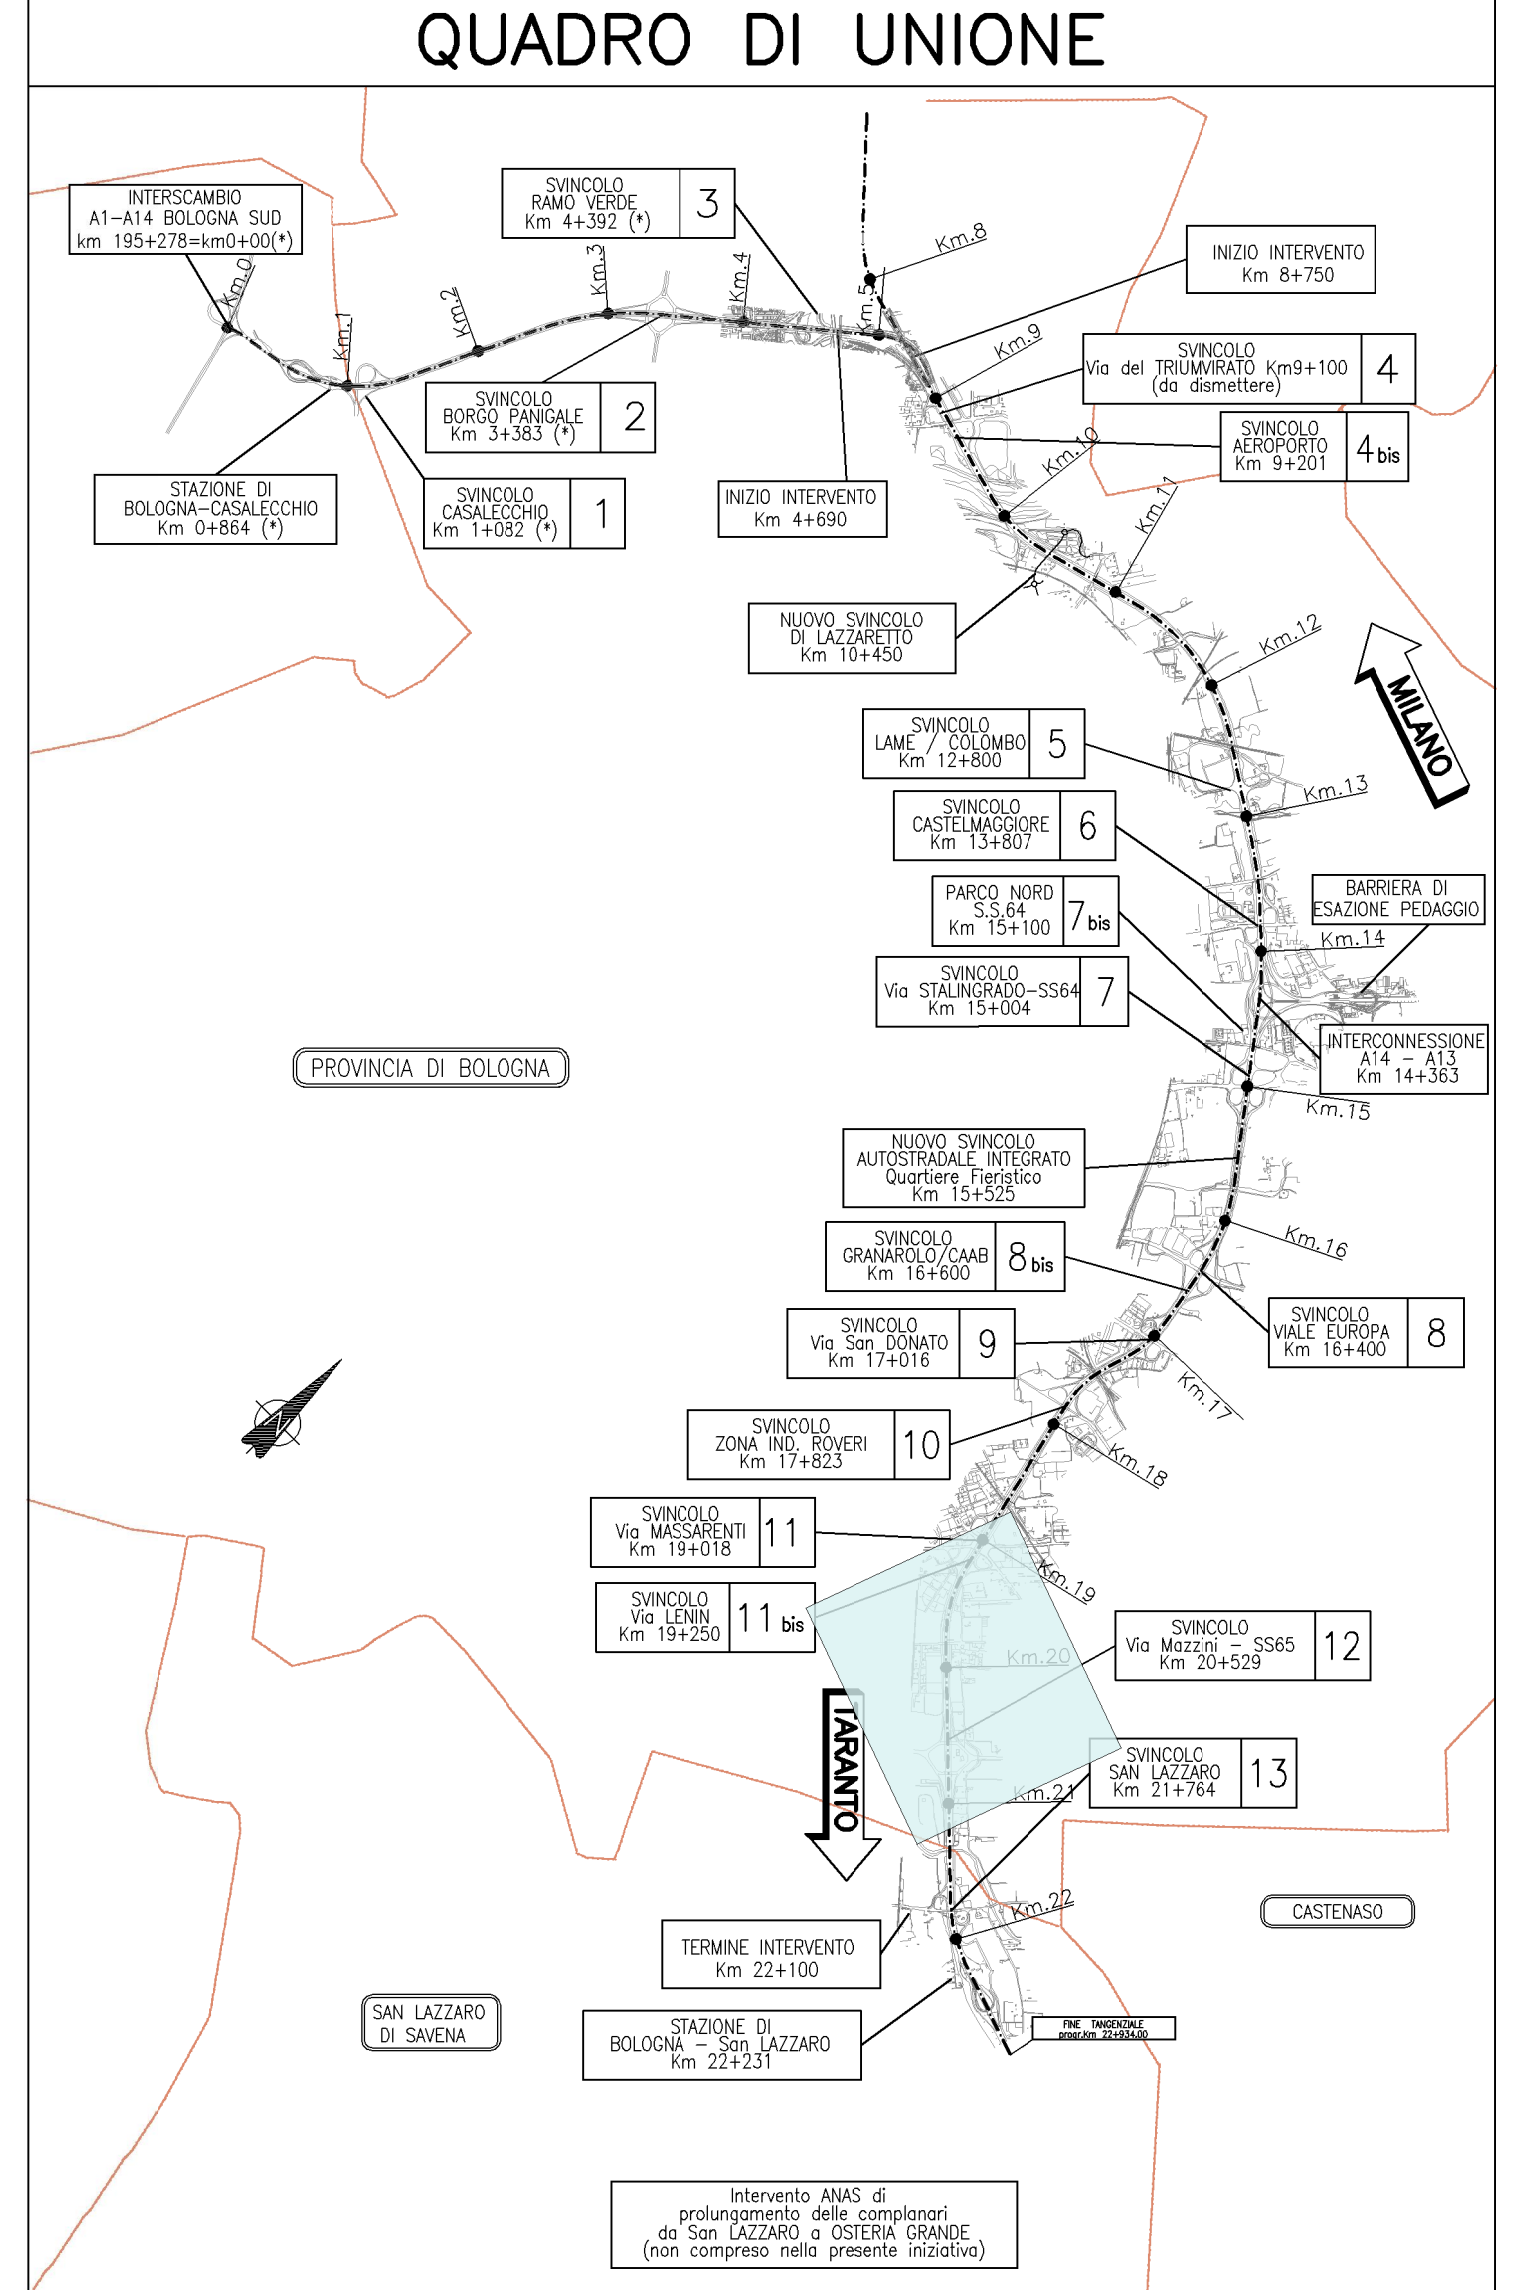 QUADRO DI UNIONE
INTERSCAMBIO
A1-A14 BOLOGNA SUD
km 195+278=km0+00(*)
SVINCOLO
RAMO VERDE
Km 4+392 (*)
3
Km.0
Km.1
Km.2
Km.3
Km.4
Km.5
Km.8
INIZIO INTERVENTO
Km 8+750
Km.9
SVINCOLO
Via del TRIUMVIRATO Km9+100
(da dismettere)
4
SVINCOLO
BORGO PANIGALE
Km 3+383 (*)
2
SVINCOLO
AEROPORTO
Km 9+201
4 bis
Km.10
STAZIONE DI
BOLOGNA-CASALECCHIO
Km 0+864 (*)
SVINCOLO
CASALECCHIO
Km 1+082 (*)
1
INIZIO INTERVENTO
Km 4+690
Km.11
NUOVO SVINCOLO
DI LAZZARETTO
Km 10+450
Km.12
MILANO
SVINCOLO
LAME / COLOMBO
Km 12+800
5
Km.13
SVINCOLO
CASTELMAGGIORE
Km 13+807
6
PARCO NORD
S.S.64
Km 15+100
7 bis
BARRIERA DI
ESAZIONE PEDAGGIO
Km.14
SVINCOLO
Via STALINGRADO-SS64
Km 15+004
7
INTERCONNESSIONE
A14 - A13
Km 14+363
PROVINCIA DI BOLOGNA
Km.15
NUOVO SVINCOLO
AUTOSTRADALE INTEGRATO
Quartiere Fieristico
Km 15+525
Km.16
SVINCOLO
GRANAROLO/CAAB
Km 16+600
8 bis
SVINCOLO
VIALE EUROPA
Km 16+400
8
SVINCOLO
Via San DONATO
Km 17+016
9
Km.17
N
SVINCOLO
ZONA IND. ROVERI
Km 17+823
10
Km.18
SVINCOLO
Via MASSARENTI
Km 19+018
11
Km.19
SVINCOLO
Via LENIN
Km 19+250
11 bis
SVINCOLO
Via Mazzini - SS65
Km 20+529
12
Km.20
TARANTO
SVINCOLO
SAN LAZZARO
Km 21+764
13
Km.21
Km.22
CASTENASO
TERMINE INTERVENTO
Km 22+100
SAN LAZZARO
DI SAVENA
STAZIONE DI
BOLOGNA - San LAZZARO
Km 22+231
FINE TANGENZIALE
progr.Km 22+934.00
Intervento ANAS di
prolungamento delle complanari
da San LAZZARO a OSTERIA GRANDE
(non compreso nella presente iniziativa)